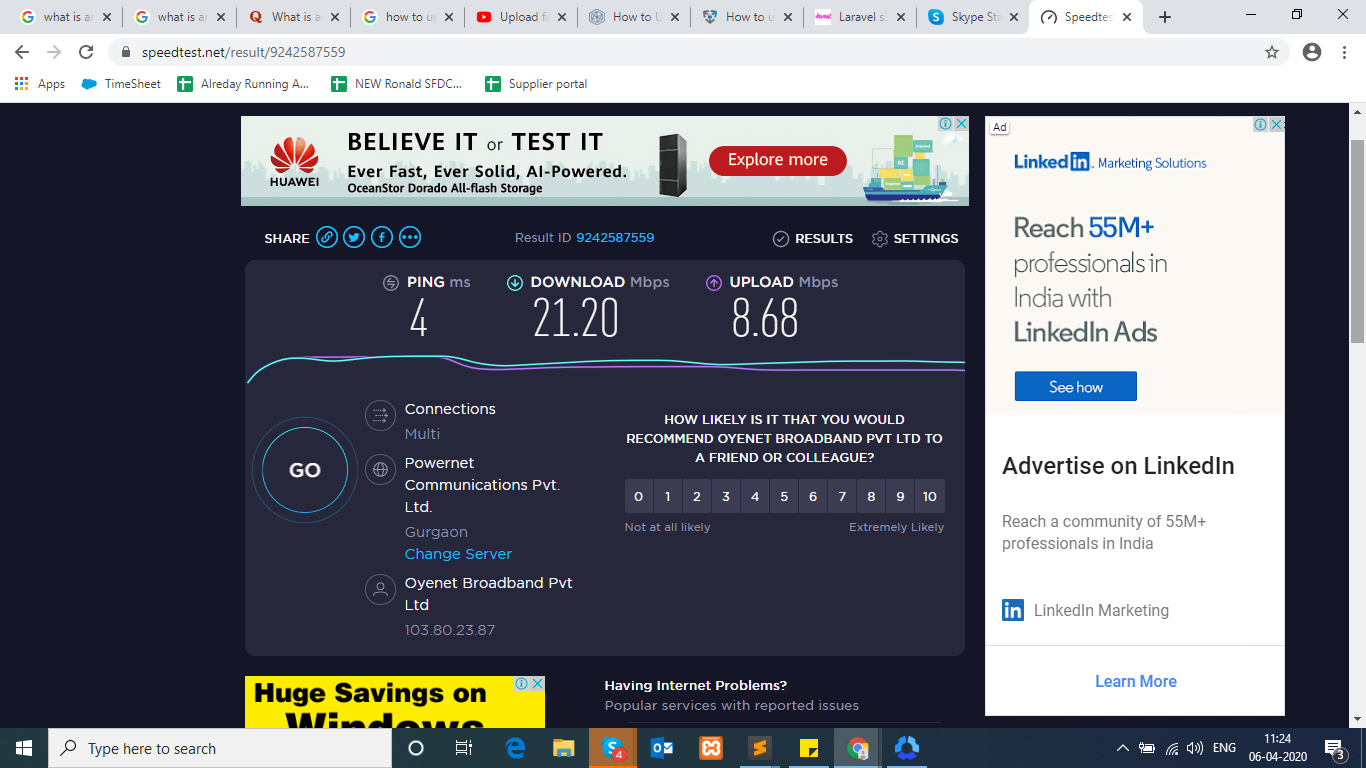 what is an
what is an
What is a
how to up
Upload fi
How to U
How to u
Laravel s3
Skype Sta
Speedtes
speedtest.net/result/9242587559
Apps
TimeSheet
Alreday Running A...
NEW Ronald SFDC...
Supplier portal
HUAWEI
BELIEVE IT or TEST IT
Ever Fast, Ever Solid, AI-Powered.
OceanStor Dorado All-flash Storage
Explore more
Ad
LinkedIn Marketing Solutions
Reach 55M+
professionals in
India with
LinkedIn Ads
See how
SHARE
Result ID 9242587559
RESULTS
SETTINGS
PING ms
DOWNLOAD Mbps
UPLOAD Mbps
4
21.20
8.68
GO
Connections
Multi
Powernet
Communications Pvt.
Ltd.
Gurgaon
Change Server
Oyenet Broadband Pvt
Ltd
103.80.23.87
HOW LIKELY IS IT THAT YOU WOULD
RECOMMEND OYENET BROADBAND PVT LTD TO
A FRIEND OR COLLEAGUE?
0 1 2 3 4 5 6 7 8 9 10
Not at all likely
Extremely Likely
Advertise on LinkedIn
Reach a community of 55M+
professionals in India
in LinkedIn Marketing
Learn More
Huge Savings on
Windows
Having Internet Problems?
Popular services with reported issues
Type here to search
4
ENG
11:24
06-04-2020
3